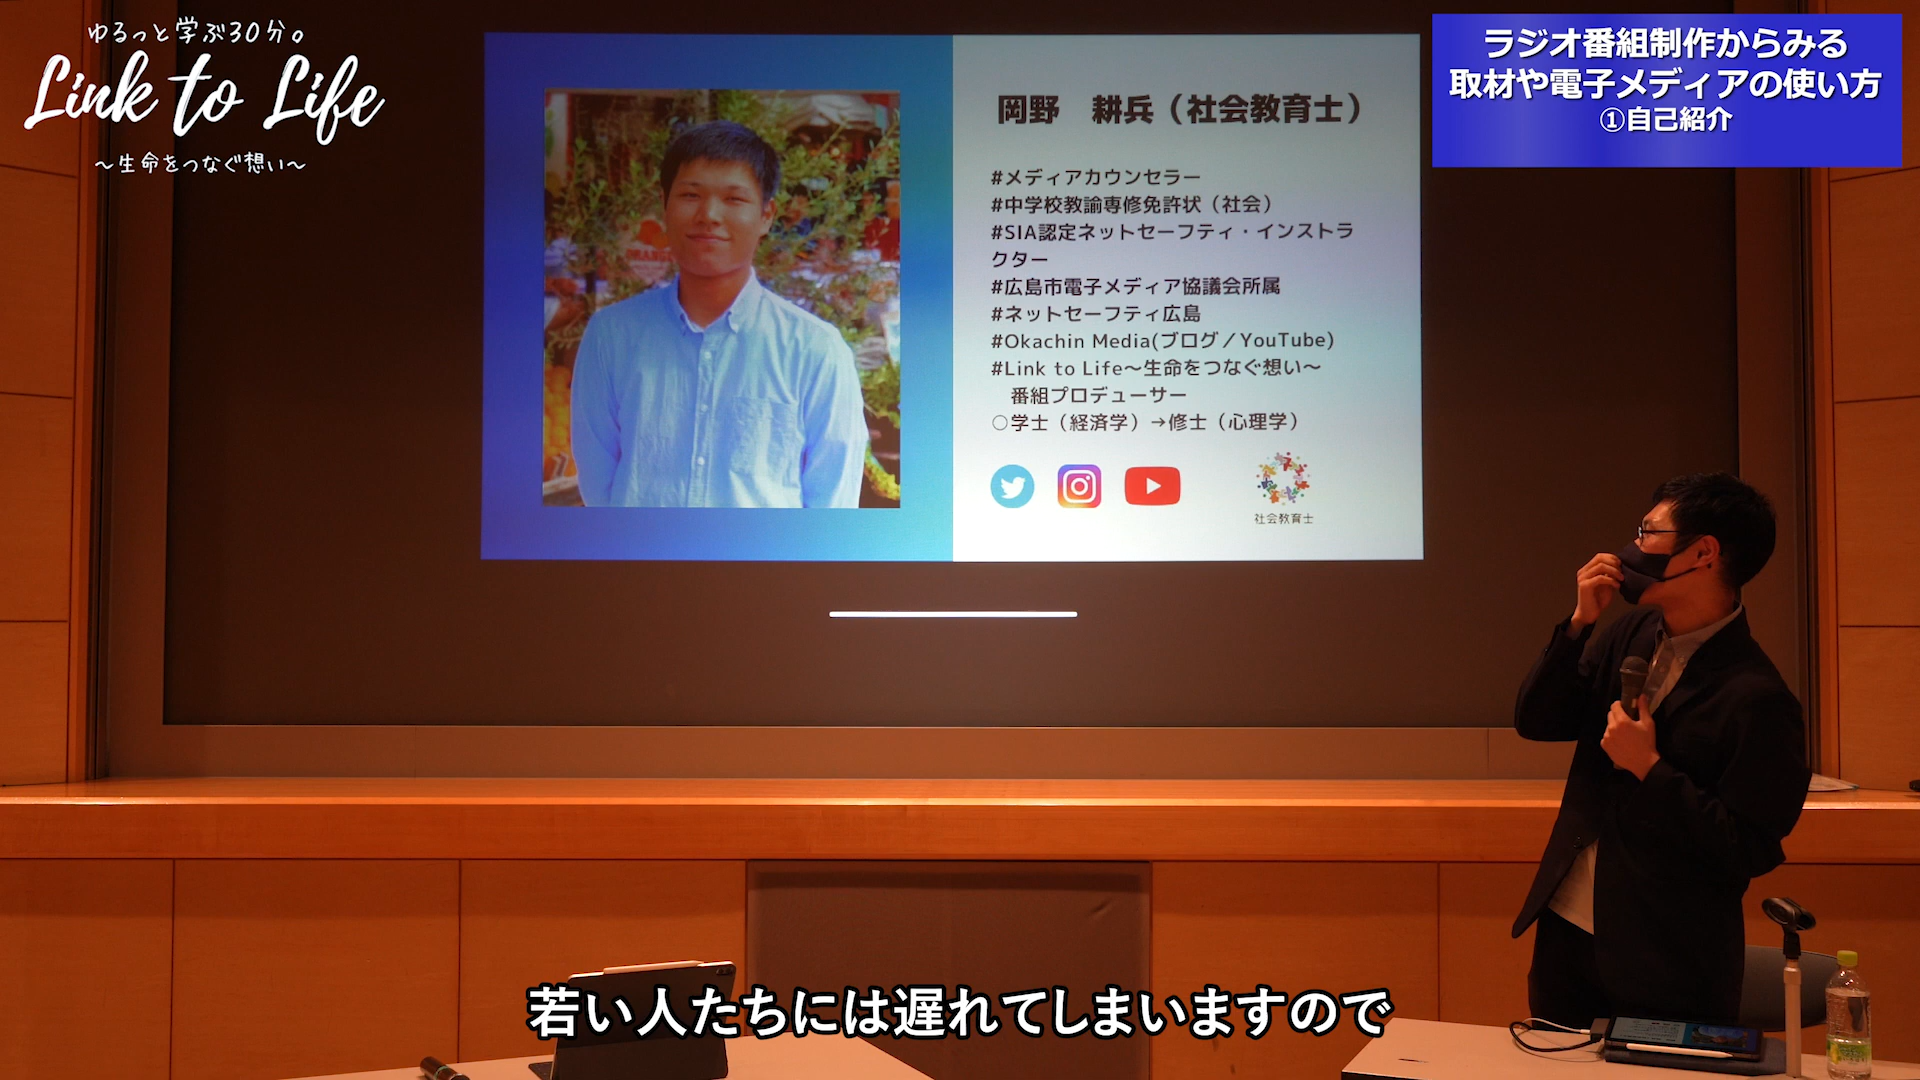 ゆるっと学ぶ30分。
Link to Life
～生命をつなぐ想い～
ラジオ番組制作からみる
取材や電子メディアの使い方
①自己紹介
岡野 耕兵（社会教育士）
#メディアカウンセラー
#中学校教諭専修免許状（社会）
#SIA認定ネットセーフティ・インストラ
クター
#広島市電子メディア協議会所属
#ネットセーフティ広島
#Okachin Media(ブログ／YouTube)
#Link to Life～生命をつなぐ想い～
番組プロデューサー
○学士（経済学）→修士（心理学）
社会教育士
若い人たちには遅れてしまいますので